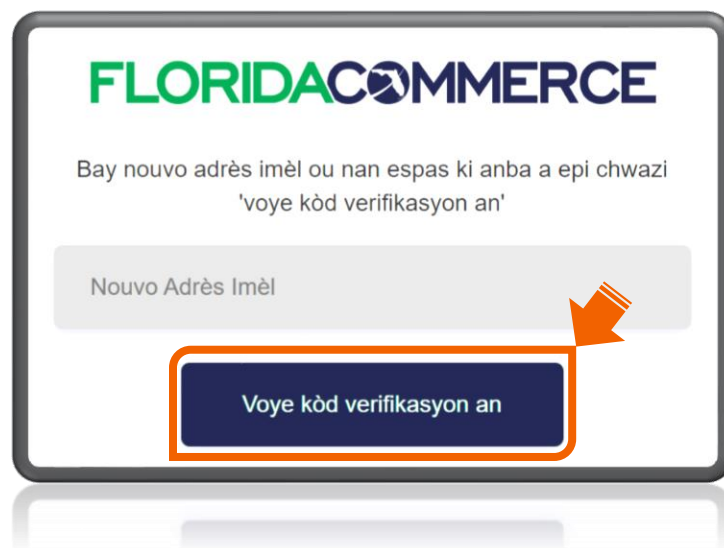 FLORIDACOMMERCE
Bay nouvo adrès imèl ou nan espas ki anba a epi chwazi
'voye kòd verifikasyon an'
Nouvo Adrès Imèl
Voye kòd verifikasyon an